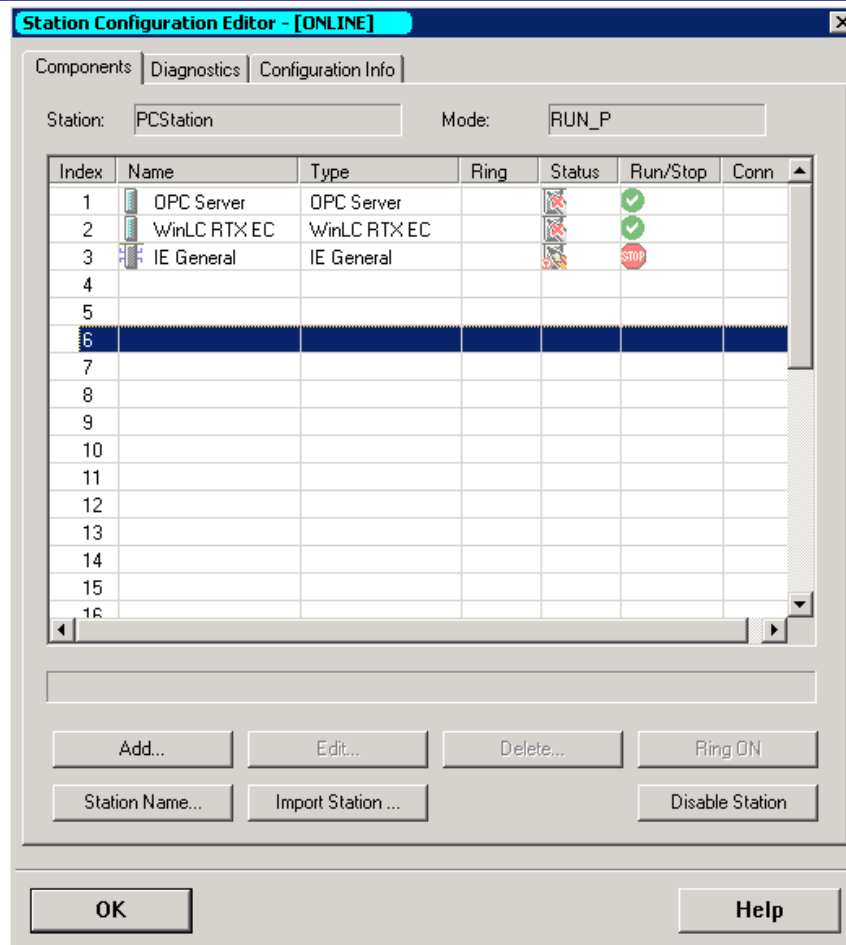 Station Configuration Editor - [ONLINE]
Components Diagnostics Configuration Info
Station: PCStation Mode: RUN_P
Index Name Type Ring Status Run/Stop Conn
1 OPC Server OPC Server
2 WinLC RTX EC WinLC RTX EC
3 IE General IE General STOP
4
5
6
7
8
9
10
11
12
13
14
15
16
Add... Edit... Delete... Ring ON
Station Name... Import Station ... Disable Station
OK Help